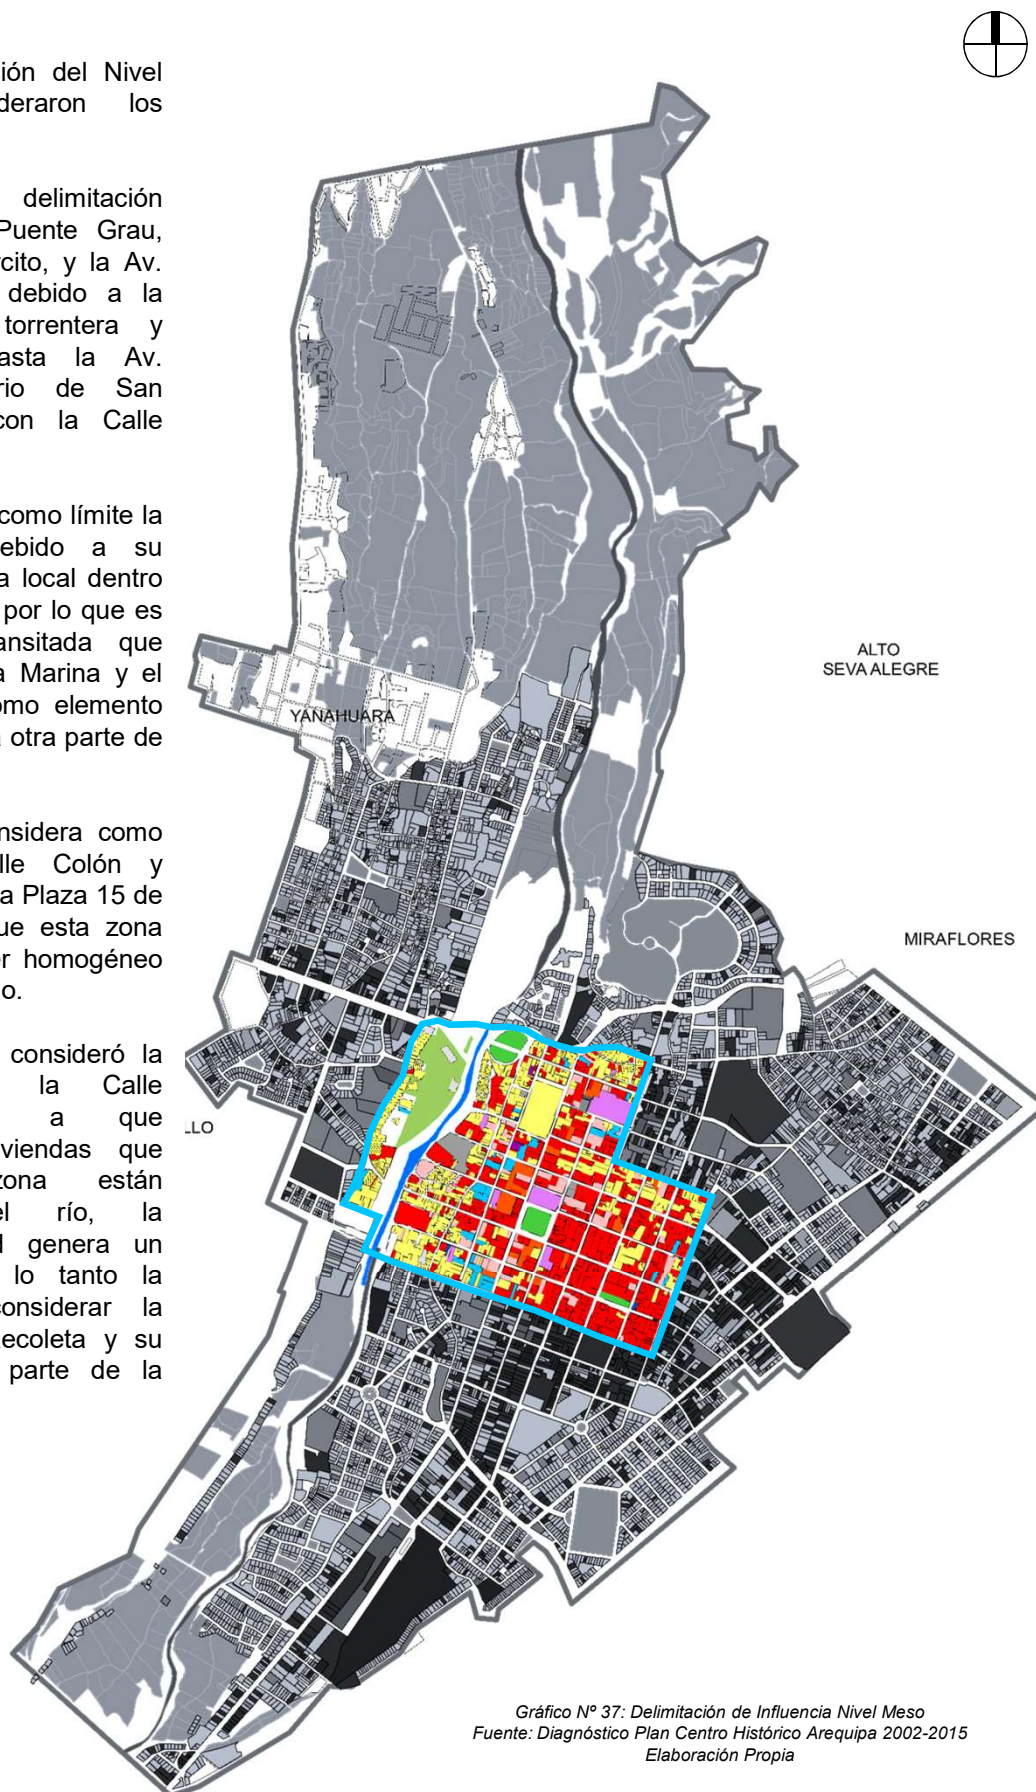 ión del Nivel
deraron los
delimitación
Puente Grau,
rcito, y la Av.
debido a la
torrentera y
asta la Av.
rio de San
con la Calle
como límite la
ebido a su
a local dentro
por lo que es
ansitada que
a Marina y el
omo elemento
a otra parte de
nsidera como
lle Colón y
a Plaza 15 de
ue esta zona
er homogéneo
o.
consideró la
la Calle
a que
viviendas que
zona están
el río, la
l genera un
lo tanto la
considerar la
Recoleta y su
parte de la
ALTO
SEVA ALEGRE
YANAHUARA
MIRAFLORES
LLO
Gráfico Nº 37: Delimitación de Influencia Nivel Meso
Fuente: Diagnóstico Plan Centro Histórico Arequipa 2002-2015
Elaboración Propia